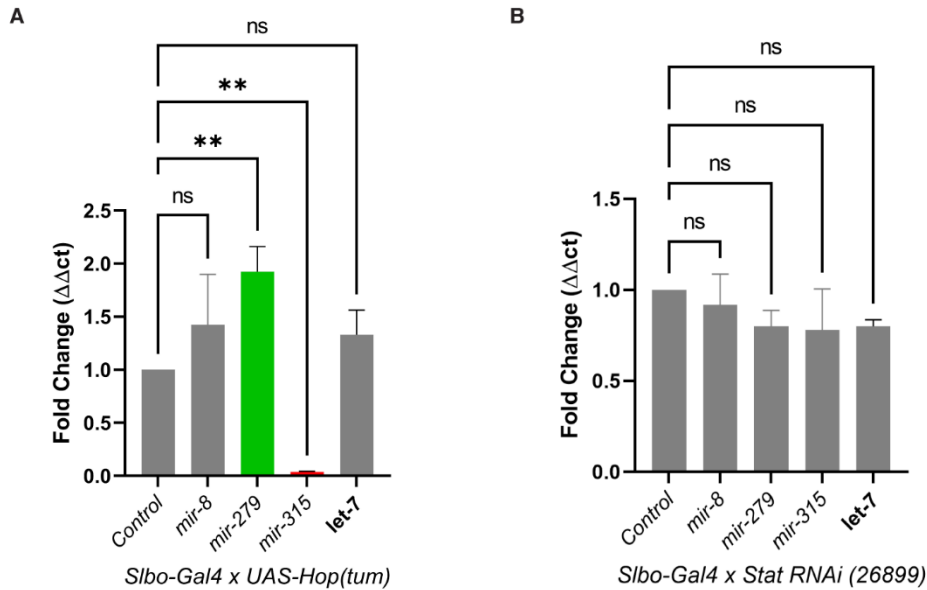 A
ns
**
**
ns
Fold Change (ΔΔct)
2.5
2.0
1.5
1.0
0.5
0.0
Control
mir-8
mir-279
mir-315
let-7
Slbo-Gal4 x UAS-Hop(tum)
B
ns
ns
ns
ns
Fold Change (ΔΔct)
1.5
1.0
0.5
0.0
Control
mir-8
mir-279
mir-315
let-7
Slbo-Gal4 x Stat RNAi (26899)